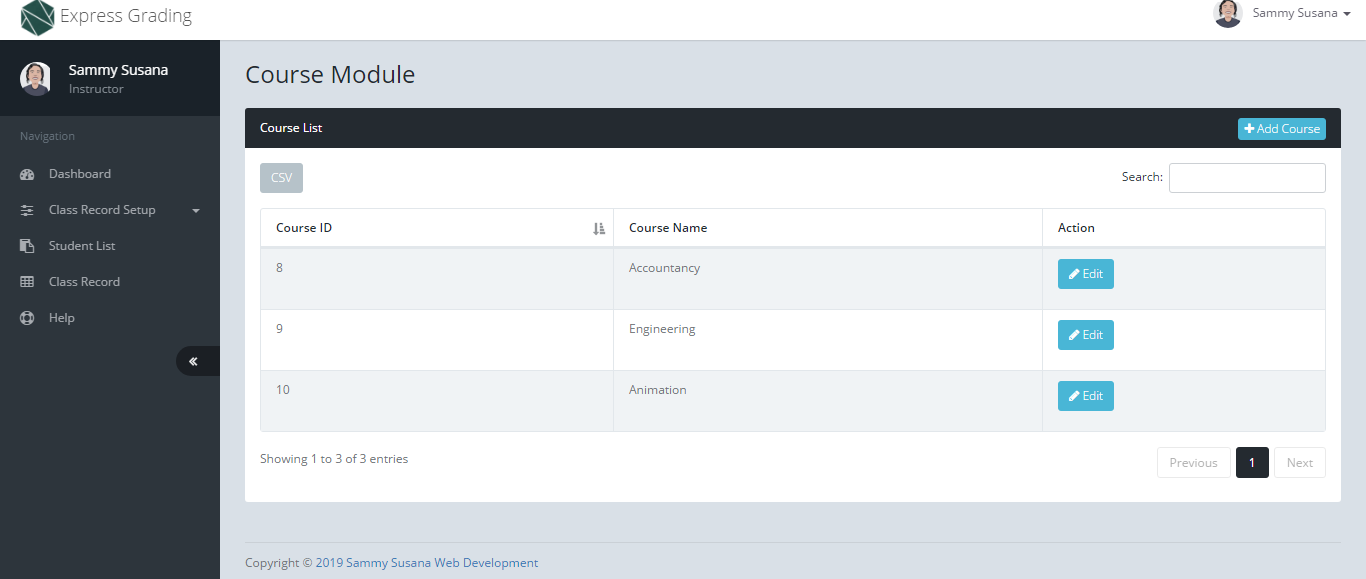 Express Grading
Sammy Susana
Sammy Susana
Instructor
Navigation
Dashboard
Class Record Setup
Student List
Class Record
Help
Course Module
Course List
Add Course
CSV
Search:
Course ID Course Name Action
8 Accountancy Edit
9 Engineering Edit
10 Animation Edit
Showing 1 to 3 of 3 entries
Previous 1 Next
Copyright © 2019 Sammy Susana Web Development